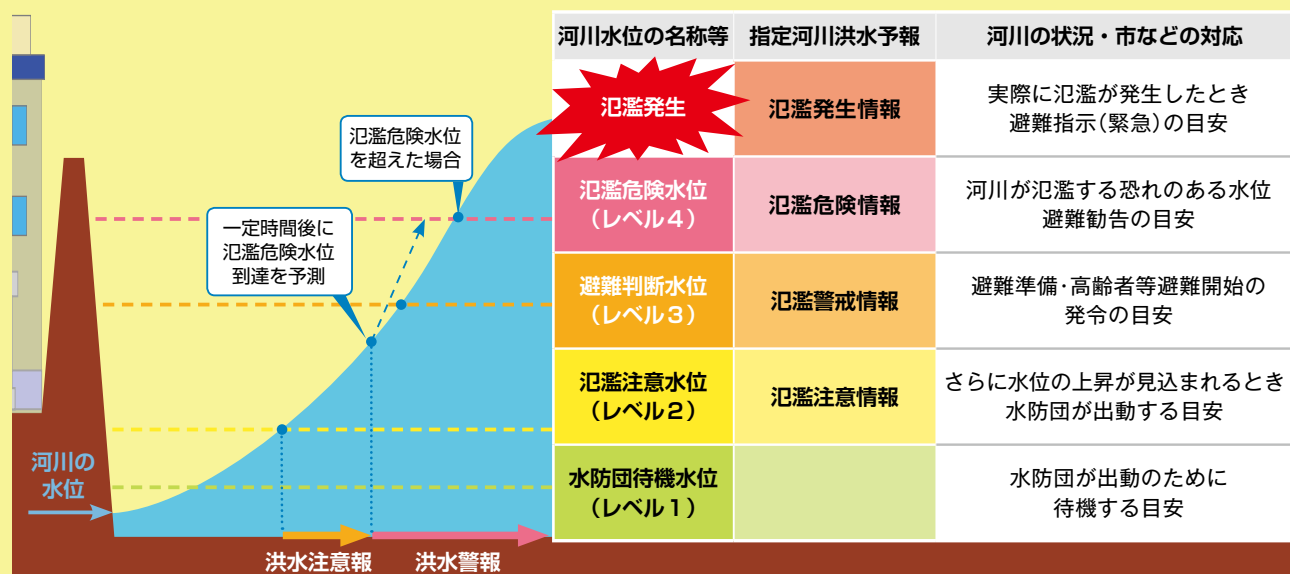 河川水位の名称等
指定河川洪水予報
河川の状況・市などの対応
氾濫発生
氾濫発生情報
実際に氾濫が発生したとき
避難指示(緊急)の目安
氾濫危険水位
(レベル4)
氾濫危険情報
河川が氾濫する恐れのある水位
避難勧告の目安
避難判断水位
(レベル3)
氾濫警戒情報
避難準備・高齢者等避難開始の
発令の目安
氾濫注意水位
(レベル2)
氾濫注意情報
さらに水位の上昇が見込まれるとき
水防団が出動する目安
水防団待機水位
(レベル1)
水防団が出動のために
待機する目安
氾濫危険水位
を超えた場合
一定時間後に
氾濫危険水位
到達を予測
河川の
水位
洪水注意報
洪水警報